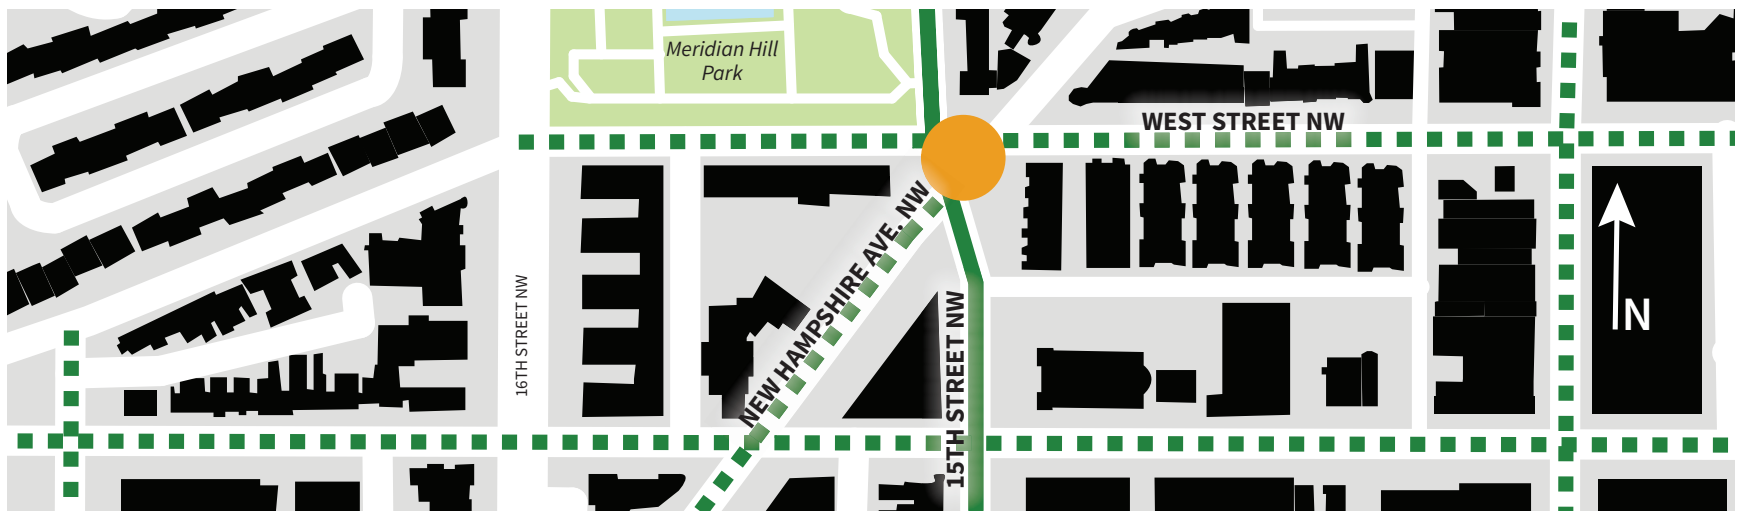 Meridian Hill
Park
WEST STREET NW
NEW HAMPSHIRE AVE. NW
16TH STREET NW
15TH STREET NW
N